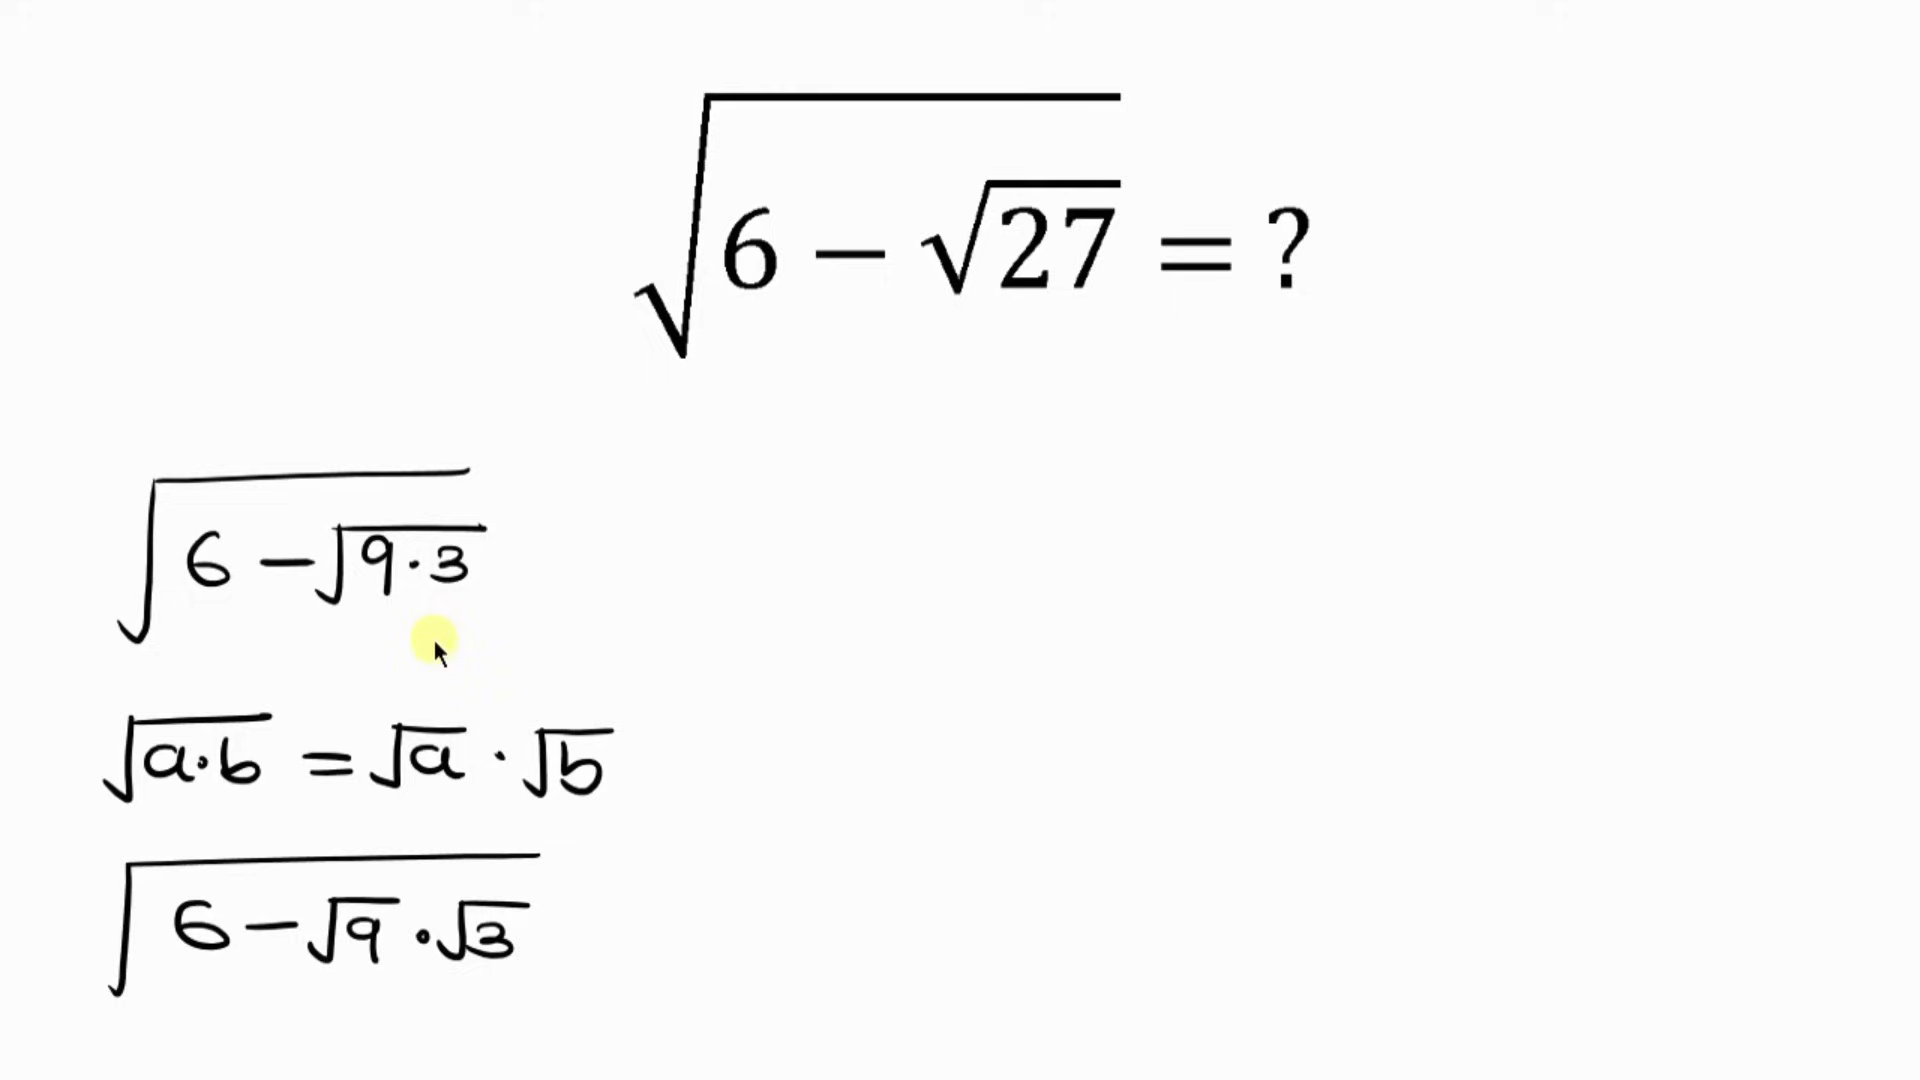 √(6 − √27) = ?
√(6 − √(9·3))
√(a·b) = √a · √b
√(6 − √9 · √3)